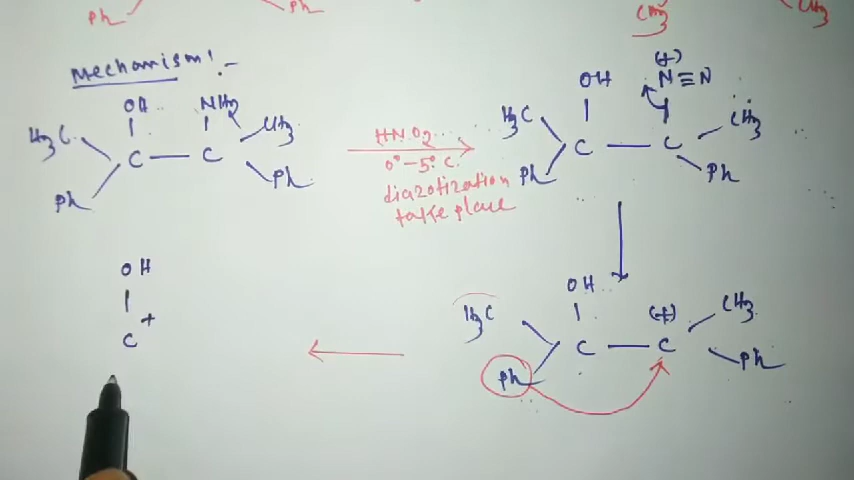 Ph Ph CH3 CH3
Mechamism! -
OH NH2
H3C C — C CH3
Ph Ph
HNO2
0° - 5° C.
diazotization
take place
OH (+)
N ≡ N
H3C C — C CH3
Ph Ph
OH (+)
H3C C — C CH3
Ph Ph
OH
C +